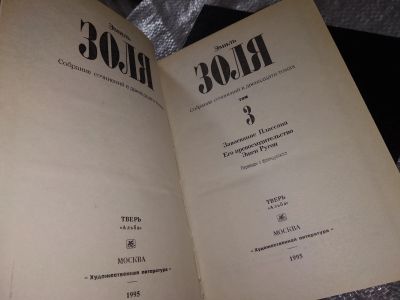 Эмиль
ЗОЛЯ
Собрание сочинений в двенадцати томах
ТВЕРЬ
«Альба»
МОСКВА
«Художественная литература»
1995
Эмиль
ЗОЛЯ
Собрание сочинений в двенадцати томах
том
3
Завоевание Плассана
Его превосходительство
Эжен Ругон
Перевод с французского
ТВЕРЬ
«Альба»
МОСКВА
«Художественная литература»
1995